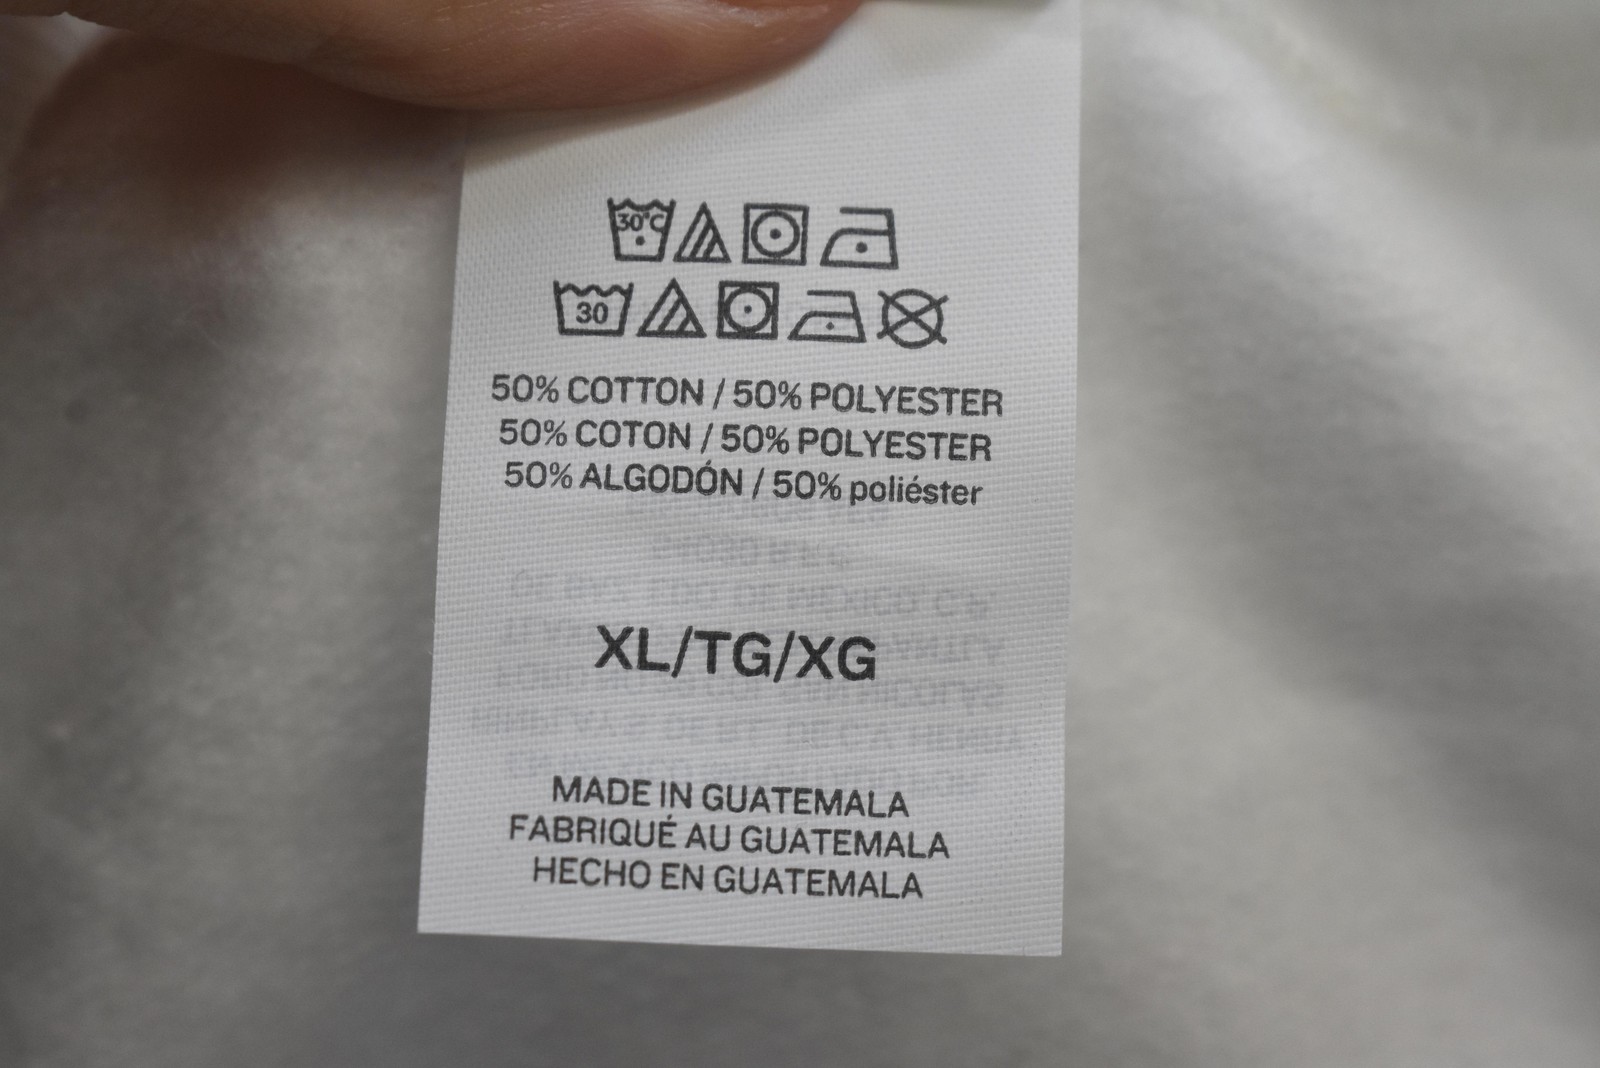 30°C
30
50% COTTON / 50% POLYESTER
50% COTON / 50% POLYESTER
50% ALGODÓN / 50% poliéster
XL/TG/XG
MADE IN GUATEMALA
FABRIQUÉ AU GUATEMALA
HECHO EN GUATEMALA